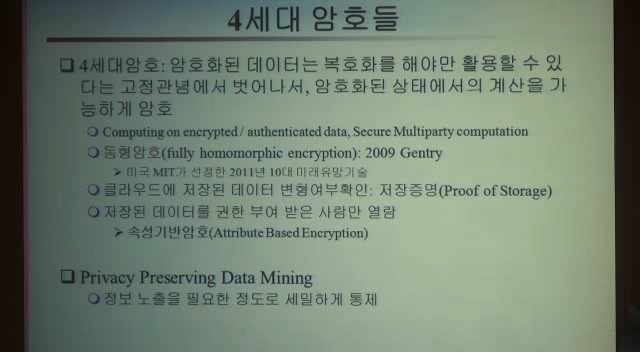 4세대 암호들
❑ 4세대암호: 암호화된 데이터는 복호화를 해야만 활용할 수 있
다는 고정관념에서 벗어나서, 암호화된 상태에서의 계산을 가
능하게 암호
❍ Computing on encrypted / authenticated data, Secure Multiparty computation
❍ 동형암호(fully homomorphic encryption): 2009 Gentry
➢ 미국 MIT가 선정한 2011년 10대 미래유망기술
❍ 클라우드에 저장된 데이터 변형여부확인: 저장증명(Proof of Storage)
❍ 저장된 데이터를 권한 부여 받은 사람만 열람
➢ 속성기반암호(Attribute Based Encryption)
❑ Privacy Preserving Data Mining
❍ 정보 노출을 필요한 정도로 세밀하게 통제